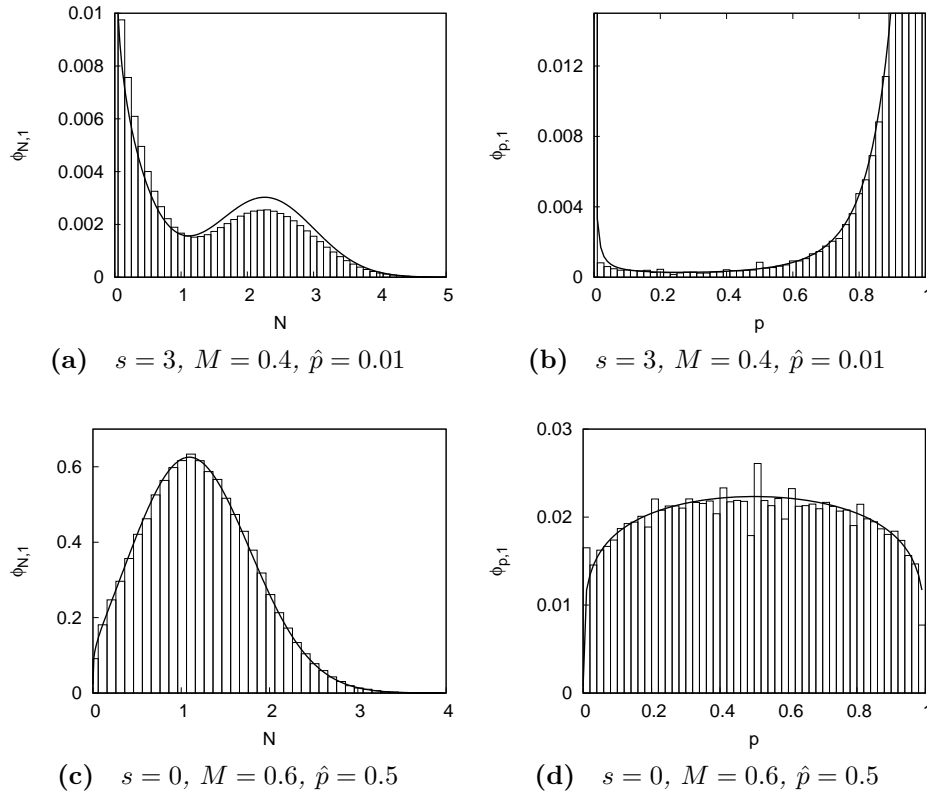 0.01
0.008
0.006
0.004
0.002
0
ϕN,1
0 1 2 3 4 5
N
(a) s = 3, M = 0.4, p̂ = 0.01
0.012
0.008
0.004
0
ϕp,1
0 0.2 0.4 0.6 0.8 1
p
(b) s = 3, M = 0.4, p̂ = 0.01
0.6
0.4
0.2
0
ϕN,1
0 1 2 3 4
N
(c) s = 0, M = 0.6, p̂ = 0.5
0.03
0.02
0.01
0
ϕp,1
0 0.2 0.4 0.6 0.8 1
p
(d) s = 0, M = 0.6, p̂ = 0.5